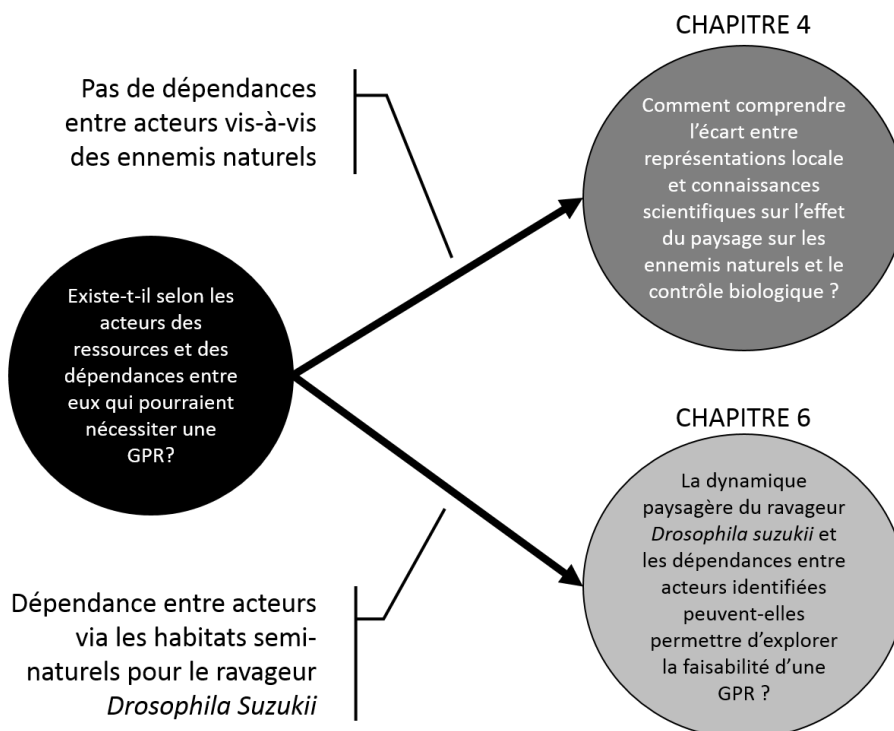 CHAPITRE 4
Pas de dépendances
entre acteurs vis-à-vis
des ennemis naturels
Comment comprendre
l’écart entre
représentations locale
et connaissances
scientifiques sur l’effet
du paysage sur les
ennemis naturels et le
contrôle biologique ?
Existe-t-il selon les
acteurs des
ressources et des
dépendances entre
eux qui pourraient
nécessiter une
GPR?
CHAPITRE 6
La dynamique
paysagère du ravageur
Drosophila suzukii et
les dépendances entre
acteurs identifiées
peuvent-elles
permettre d’explorer
la faisabilité d’une
GPR ?
Dépendance entre acteurs
via les habitats semi-
naturels pour le ravageur
Drosophila Suzukii